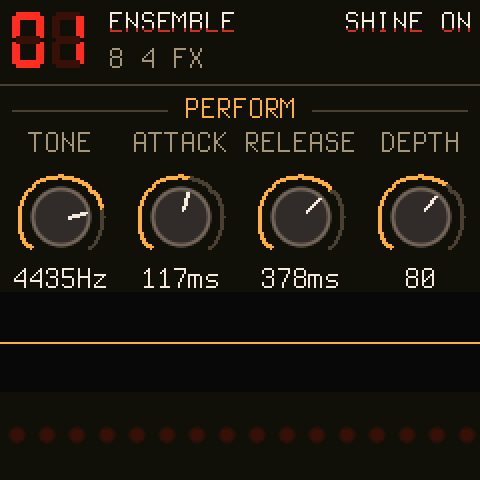 01 ENSEMBLE SHINE ON
8 4 FX
PERFORM
TONE ATTACK RELEASE DEPTH
4435Hz 117ms 378ms 80